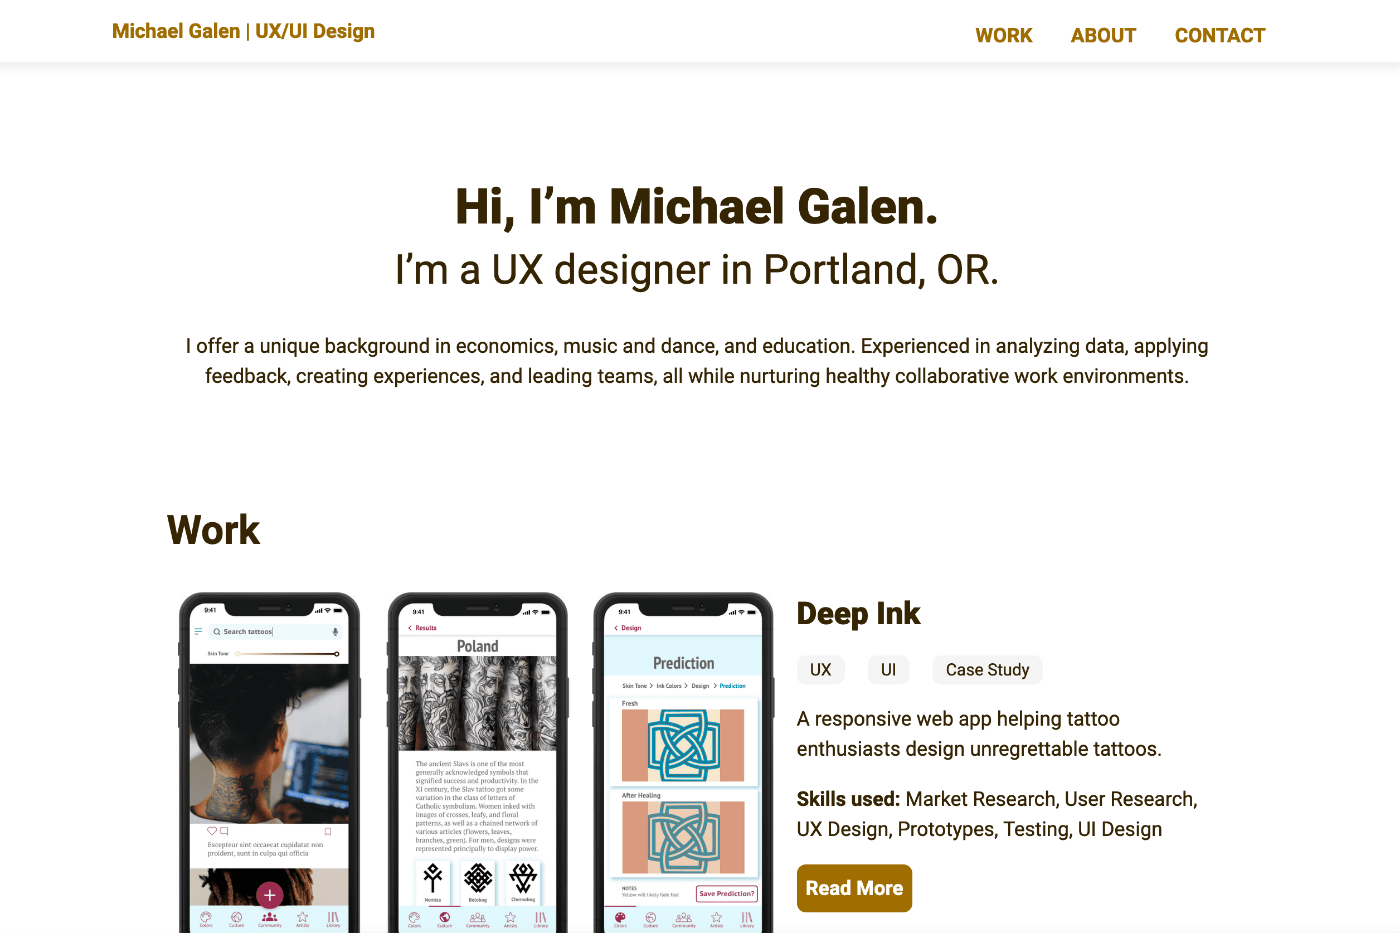 Michael Galen | UX/UI Design
WORK
ABOUT
CONTACT
Hi, I’m Michael Galen.
I’m a UX designer in Portland, OR.
I offer a unique background in economics, music and dance, and education. Experienced in analyzing data, applying
feedback, creating experiences, and leading teams, all while nurturing healthy collaborative work environments.
Work
9:41
Search tattoos
Skin Tone
Excepteur sint occaecat cupidatat non
proident, sunt in culpa qui officia
Colors
Culture
Community
Artists
Library
9:41
Results
Poland
The ancient Slavs is one of the most
generally acknowledged symbols that
signified success and productivity. In the
XI century, the Slav tattoo got some
variation in the class of letters of
Catholic symbolism. Women inked with
images of crosses, leafy, and floral
patterns, as well as a chained network of
various articles (flowers, leaves,
branches, green). For men, designs were
represented principally to display power.
Nemiza
Belobog
Chernobog
Colors
Culture
Community
Artists
Library
9:41
Design
Prediction
Skin Tone > Ink Colors > Design > Prediction
Fresh
After Healing
NOTES
Yellow will likely fade fast
Save Prediction?
Colors
Culture
Community
Artists
Library
Deep Ink
UX
UI
Case Study
A responsive web app helping tattoo
enthusiasts design unregrettable tattoos.
Skills used: Market Research, User Research,
UX Design, Prototypes, Testing, UI Design
Read More